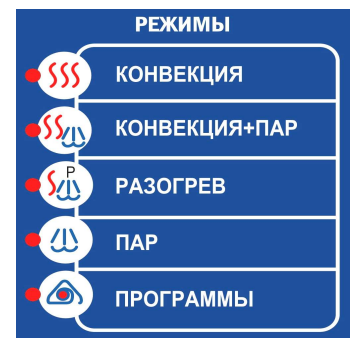 РЕЖИМЫ
КОНВЕКЦИЯ
КОНВЕКЦИЯ+ПАР
P
РАЗОГРЕВ
ПАР
ПРОГРАММЫ